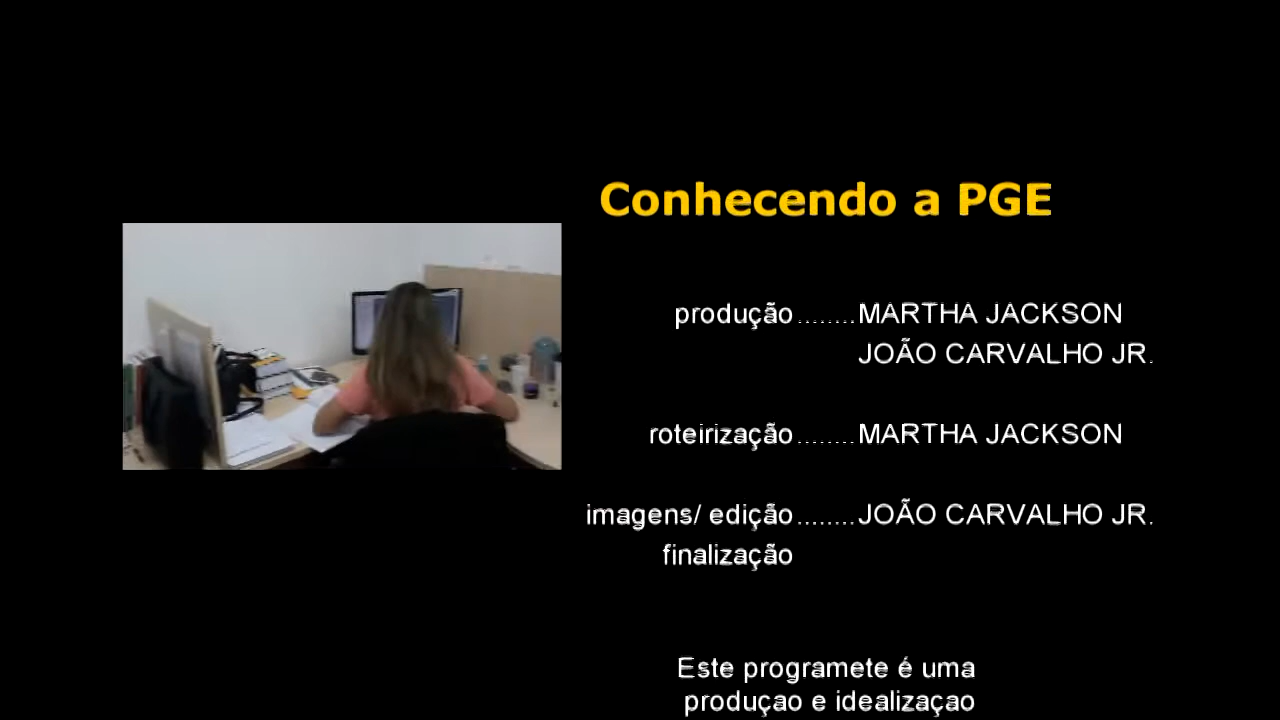 Conhecendo a PGE
produção........MARTHA JACKSON
JOÃO CARVALHO JR.
roteirização........MARTHA JACKSON
imagens/ edição........JOÃO CARVALHO JR.
finalização
Este programete é uma
produçao e idealizaçao